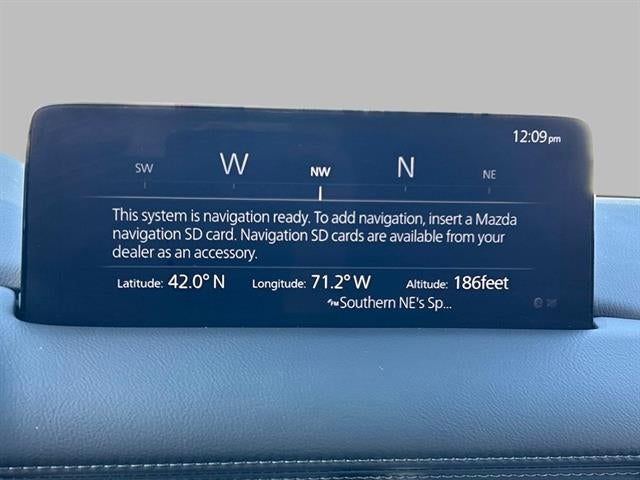 12:09pm
SW W NW N NE
This system is navigation ready. To add navigation, insert a Mazda
navigation SD card. Navigation SD cards are available from your
dealer as an accessory.
Latitude: 42.0° N Longitude: 71.2° W Altitude: 186feet
FM Southern NE's Sp...